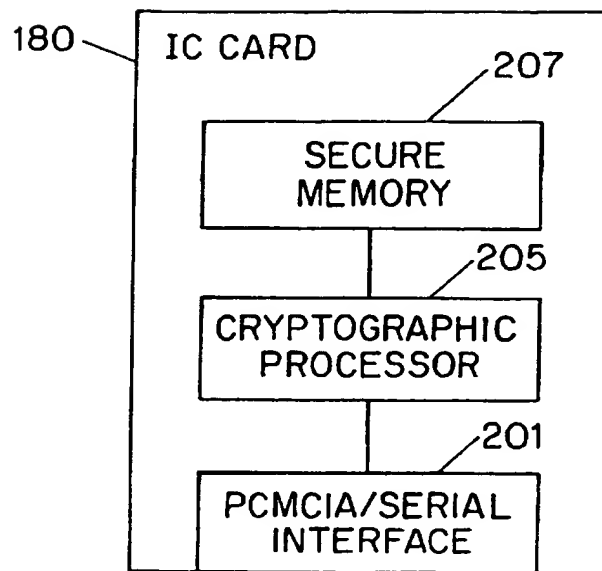 180
IC CARD
207
SECURE
MEMORY
205
CRYPTOGRAPHIC
PROCESSOR
201
PCMCIA/SERIAL
INTERFACE